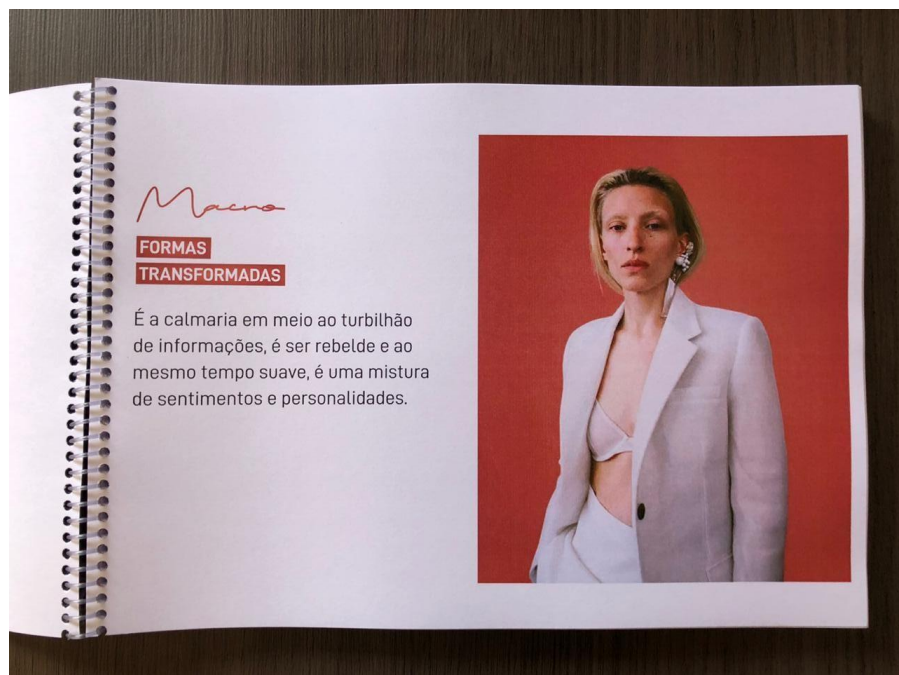 Macro
FORMAS
TRANSFORMADAS
É a calmaria em meio ao turbilhão
de informações, é ser rebelde e ao
mesmo tempo suave, é uma mistura
de sentimentos e personalidades.